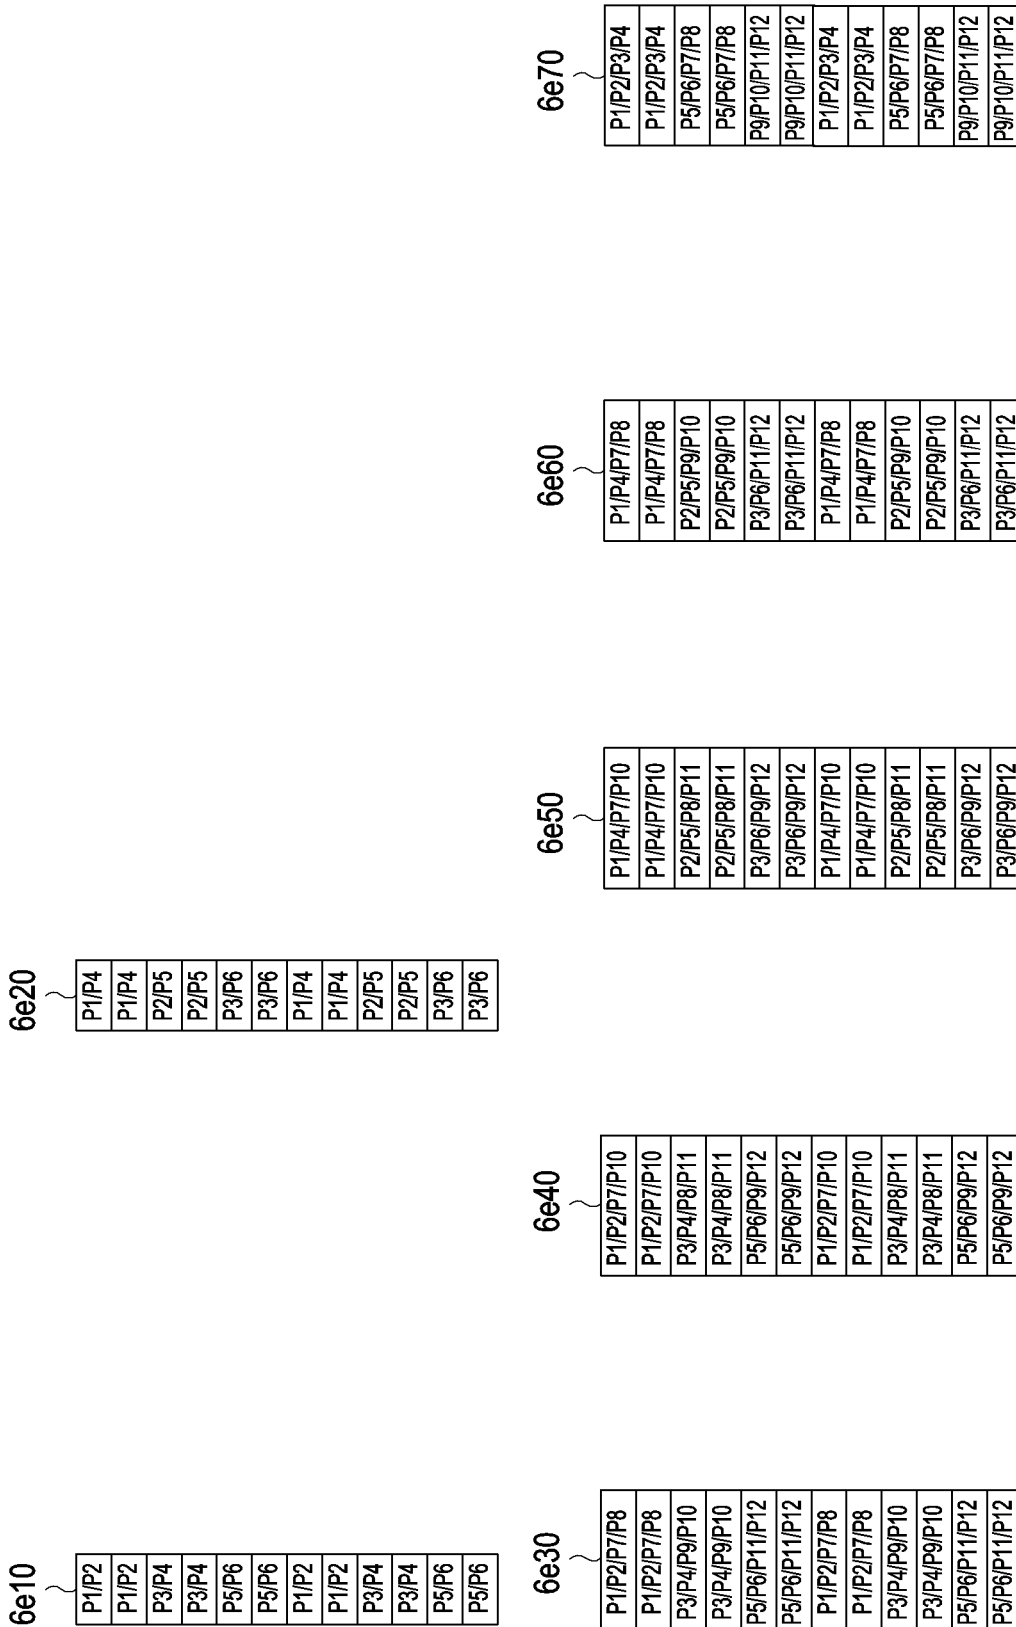 6e70
P1/P2/P3/P4
P1/P2/P3/P4
P5/P6/P7/P8
P5/P6/P7/P8
P9/P10/P11/P12
P9/P10/P11/P12
P1/P2/P3/P4
P1/P2/P3/P4
P5/P6/P7/P8
P5/P6/P7/P8
P9/P10/P11/P12
P9/P10/P11/P12
6e60
P1/P4/P7/P8
P1/P4/P7/P8
P2/P5/P9/P10
P2/P5/P9/P10
P3/P6/P11/P12
P3/P6/P11/P12
P1/P4/P7/P8
P1/P4/P7/P8
P2/P5/P9/P10
P2/P5/P9/P10
P3/P6/P11/P12
P3/P6/P11/P12
6e50
P1/P4/P7/P10
P1/P4/P7/P10
P2/P5/P8/P11
P2/P5/P8/P11
P3/P6/P9/P12
P3/P6/P9/P12
P1/P4/P7/P10
P1/P4/P7/P10
P2/P5/P8/P11
P2/P5/P8/P11
P3/P6/P9/P12
P3/P6/P9/P12
6e20
P1/P4
P1/P4
P2/P5
P2/P5
P3/P6
P3/P6
P1/P4
P1/P4
P2/P5
P2/P5
P3/P6
P3/P6
6e40
P1/P2/P7/P10
P1/P2/P7/P10
P3/P4/P8/P11
P3/P4/P8/P11
P5/P6/P9/P12
P5/P6/P9/P12
P1/P2/P7/P10
P1/P2/P7/P10
P3/P4/P8/P11
P3/P4/P8/P11
P5/P6/P9/P12
P5/P6/P9/P12
6e10
P1/P2
P1/P2
P3/P4
P3/P4
P5/P6
P5/P6
P1/P2
P1/P2
P3/P4
P3/P4
P5/P6
P5/P6
6e30
P1/P2/P7/P8
P1/P2/P7/P8
P3/P4/P9/P10
P3/P4/P9/P10
P5/P6/P11/P12
P5/P6/P11/P12
P1/P2/P7/P8
P1/P2/P7/P8
P3/P4/P9/P10
P3/P4/P9/P10
P5/P6/P11/P12
P5/P6/P11/P12